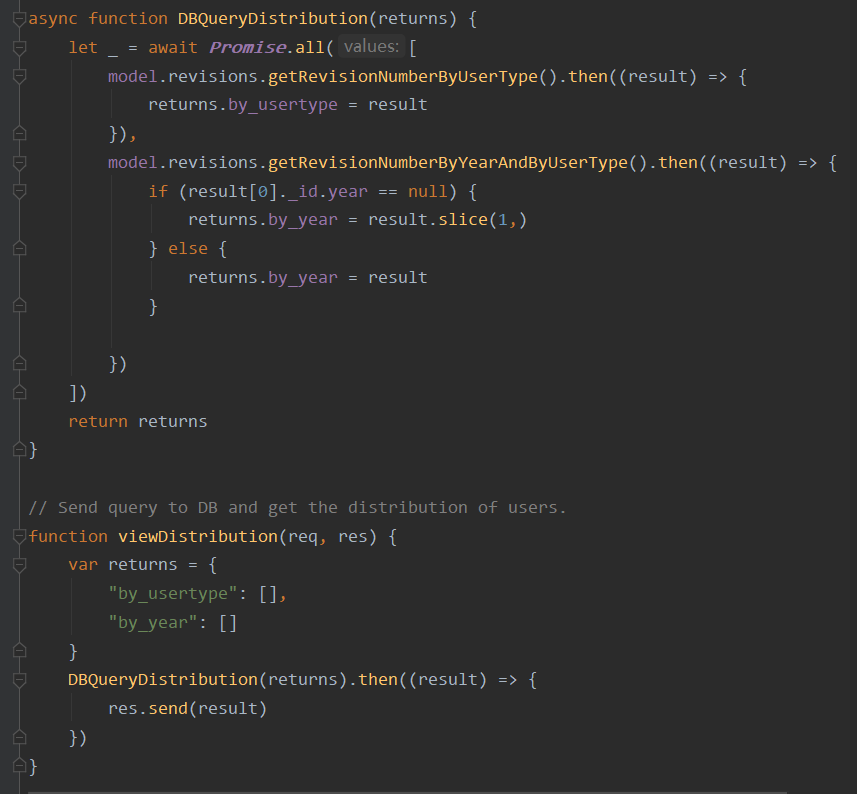 async function DBQueryDistribution(returns) {
    let _ = await Promise.all( values: [
        model.revisions.getRevisionNumberByUserType().then((result) => {
            returns.by_usertype = result
        }),
        model.revisions.getRevisionNumberByYearAndByUserType().then((result) => {
            if (result[0]._id.year == null) {
                returns.by_year = result.slice(1,)
            } else {
                returns.by_year = result
            }
        })
    ])
    return returns
}
// Send query to DB and get the distribution of users.
function viewDistribution(req, res) {
    var returns = {
        "by_usertype": [],
        "by_year": []
    }
    DBQueryDistribution(returns).then((result) => {
        res.send(result)
    })
}